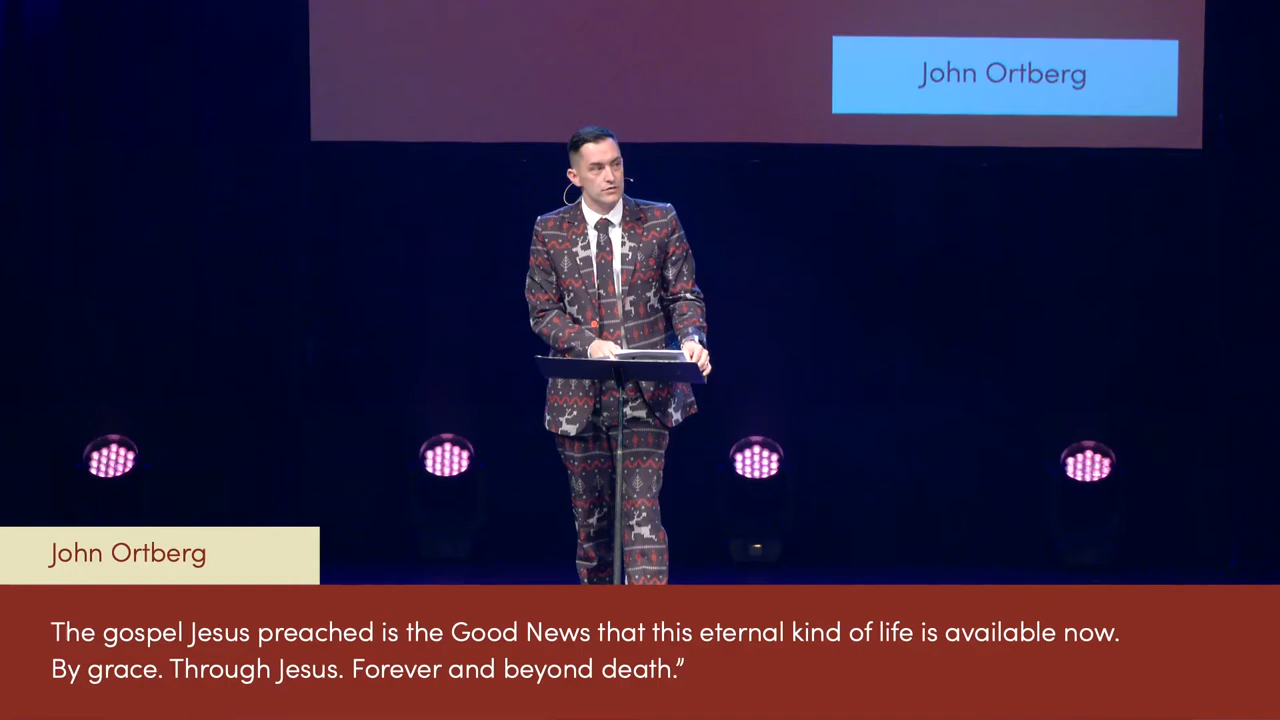 John Ortberg
John Ortberg
The gospel Jesus preached is the Good News that this eternal kind of life is available now.
By grace. Through Jesus. Forever and beyond death.”